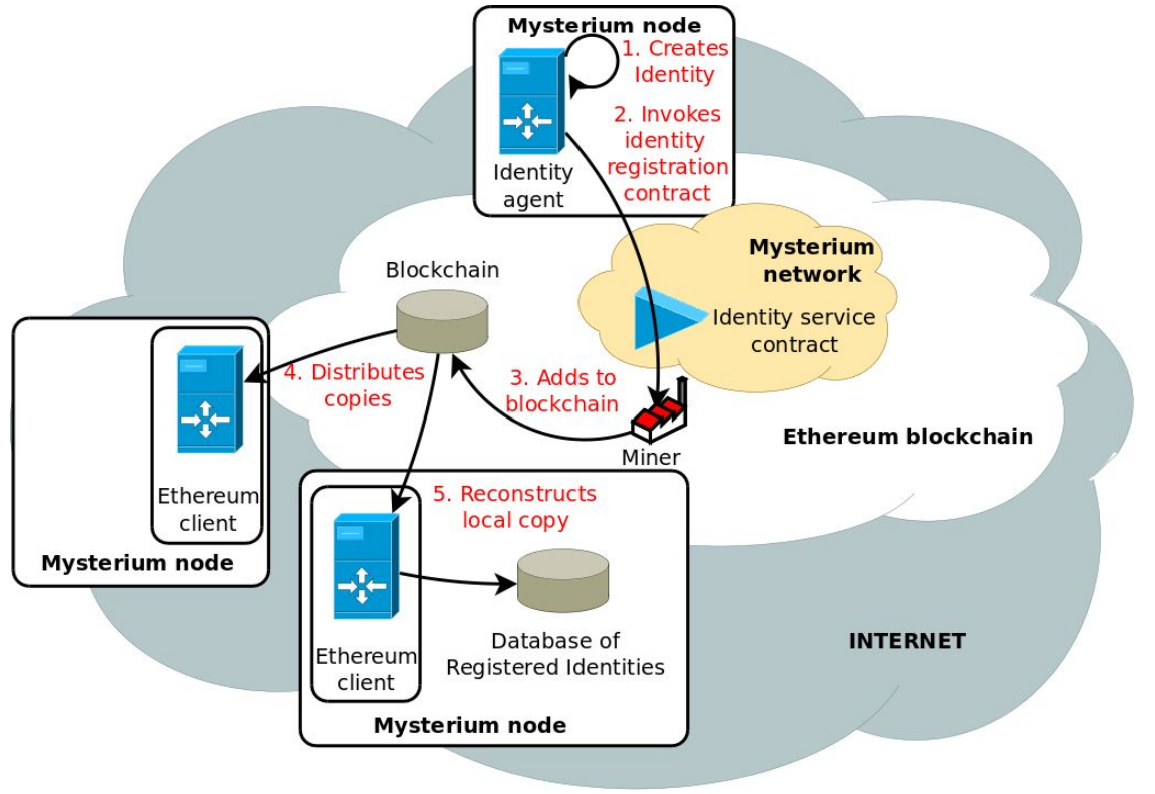 Mysterium node
1. Creates
Identity
2. Invokes
identity
registration
contract
Identity
agent
Mysterium
network
Identity service
contract
Blockchain
4. Distributes
copies
3. Adds to
blockchain
Miner
Ethereum blockchain
Ethereum
client
Mysterium node
5. Reconstructs
local copy
Ethereum
client
Database of
Registered Identities
Mysterium node
INTERNET